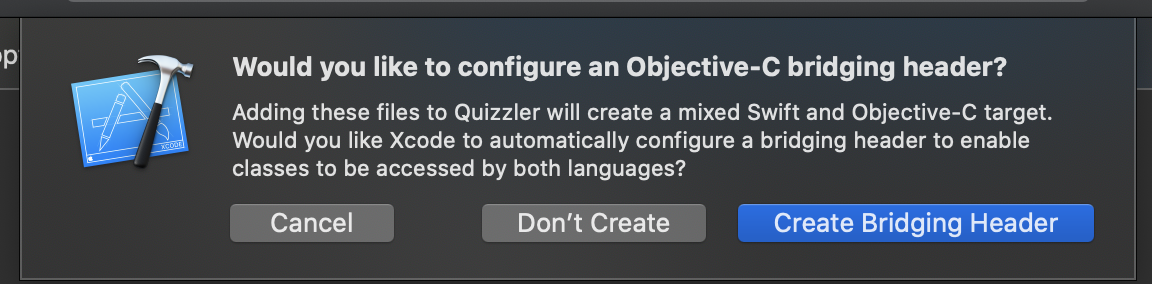 op
Would you like to configure an Objective-C bridging header?
Adding these files to Quizzler will create a mixed Swift and Objective-C target.
Would you like Xcode to automatically configure a bridging header to enable
classes to be accessed by both languages?
XCODE
Cancel Don’t Create Create Bridging Header